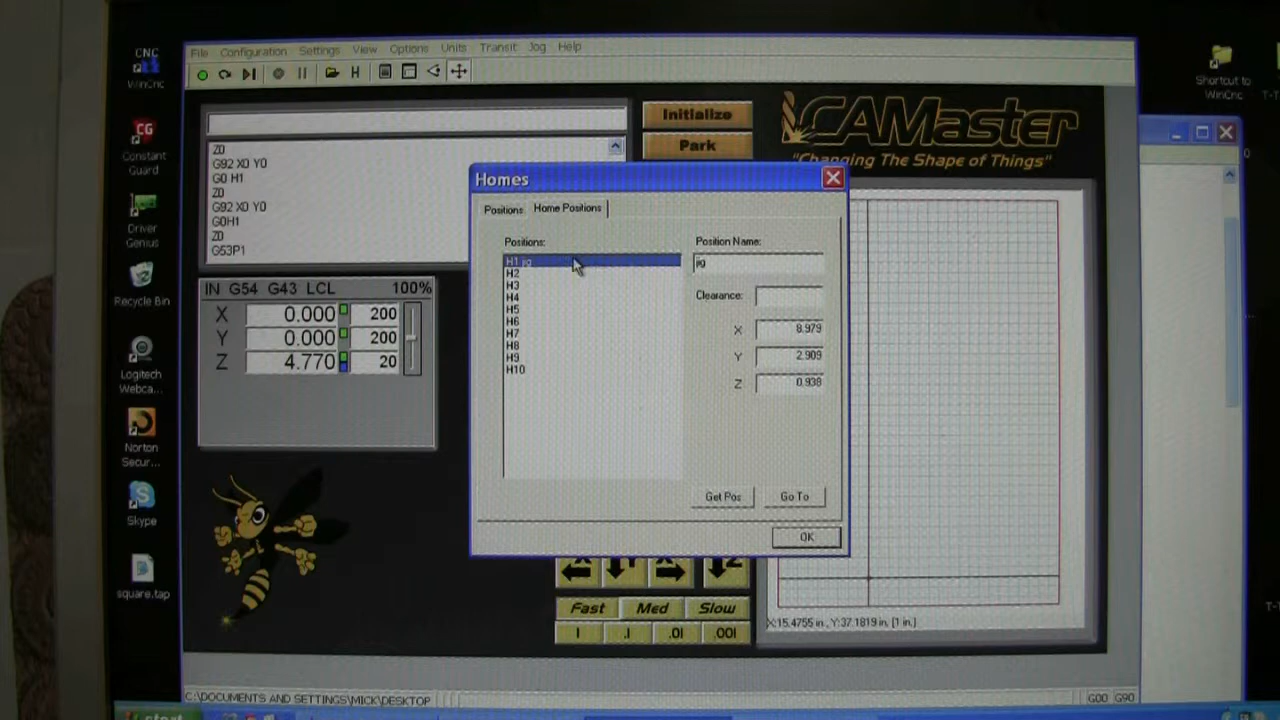 CNC
WinCnc
Constant
Guard
Driver
Genius
Recycle Bin
Logitech
Webca...
Norton
Secur...
Skype
square.tap
Shortcut to
WinCnc
File Configuration Settings View Options Units Transit Jog Help
H
Z0
G92 X0 Y0
G0 H1
Z0
G92 X0 Y0
G0H1
Z0
G53P1
Initialize
Park
CAMaster
"Changing The Shape of Things"
IN G54 G43 LCL 100%
X 0.000 200
Y 0.000 200
Z 4.770 20
Homes
Positions Home Positions
Positions:
H1 jig
H2
H3
H4
H5
H6
H7
H8
H9
H10
Position Name:
jig
Clearance:
X 8.979
Y 2.909
Z 0.938
Get Pos Go To
OK
Fast Med Slow
1 .1 .01 .001
X:15.4755 in., Y:37.1819 in. [1 in.]
C:\DOCUMENTS AND SETTINGS\MICK\DESKTOP
G00 G90
start